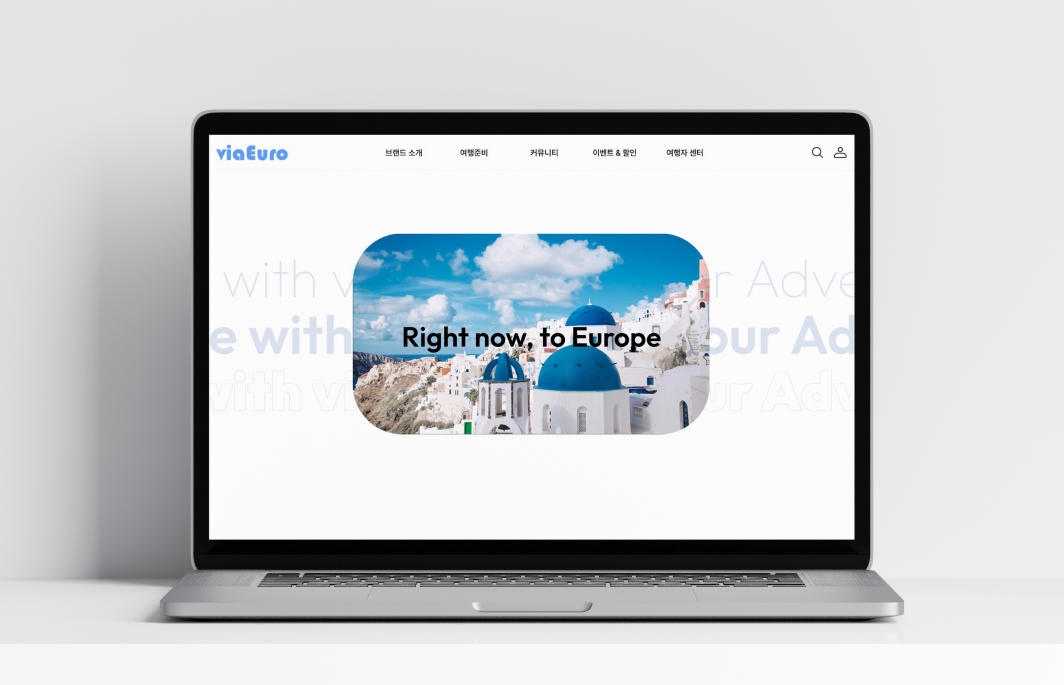 viaEuro
브랜드 소개
여행준비
커뮤니티
이벤트 & 할인
여행자 센터
with v r Adve
e with our Ad
with vi ur Adv
Right now, to Europe